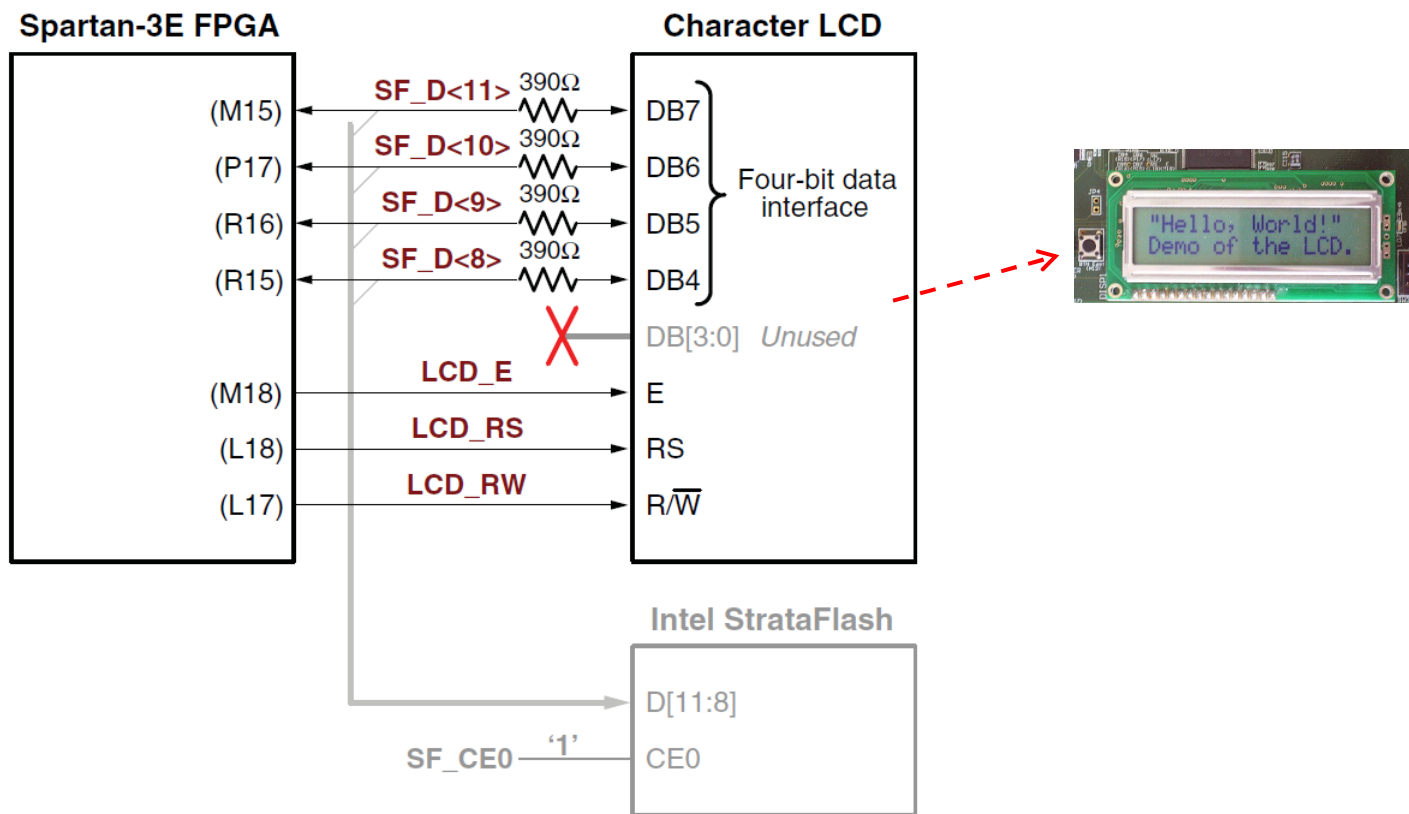 Spartan-3E FPGA
Character LCD
(M15) SF_D<11> 390Ω DB7
(P17) SF_D<10> 390Ω DB6
(R16) SF_D<9> 390Ω DB5
(R15) SF_D<8> 390Ω DB4
Four-bit data
interface
DB[3:0] Unused
(M18) LCD_E E
(L18) LCD_RS RS
(L17) LCD_RW R/W̅
"Hello, World!"
Demo of the LCD.
Intel StrataFlash
D[11:8]
SF_CE0 ‘1’ CE0